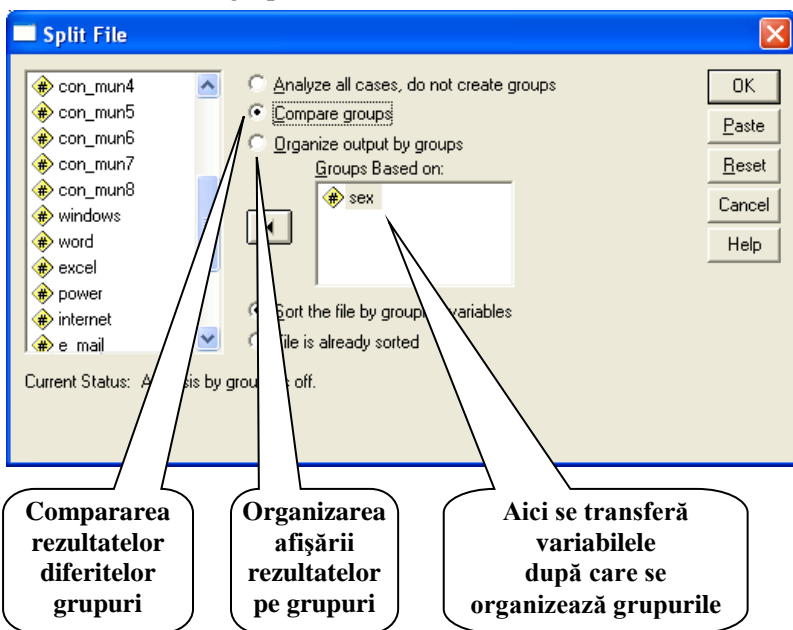 Split File
con_mun4
con_mun5
con_mun6
con_mun7
con_mun8
windows
word
excel
power
internet
e_mail
Analyze all cases, do not create groups
Compare groups
Organize output by groups
Groups Based on:
sex
Sort the file by grouping variables
File is already sorted
OK
Paste
Reset
Cancel
Help
Current Status: Analysis by groups is off.
Compararea
rezultatelor
diferitelor
grupuri
Organizarea
afişării
rezultatelor
pe grupuri
Aici se transferă
variabilele
după care se
organizează grupurile